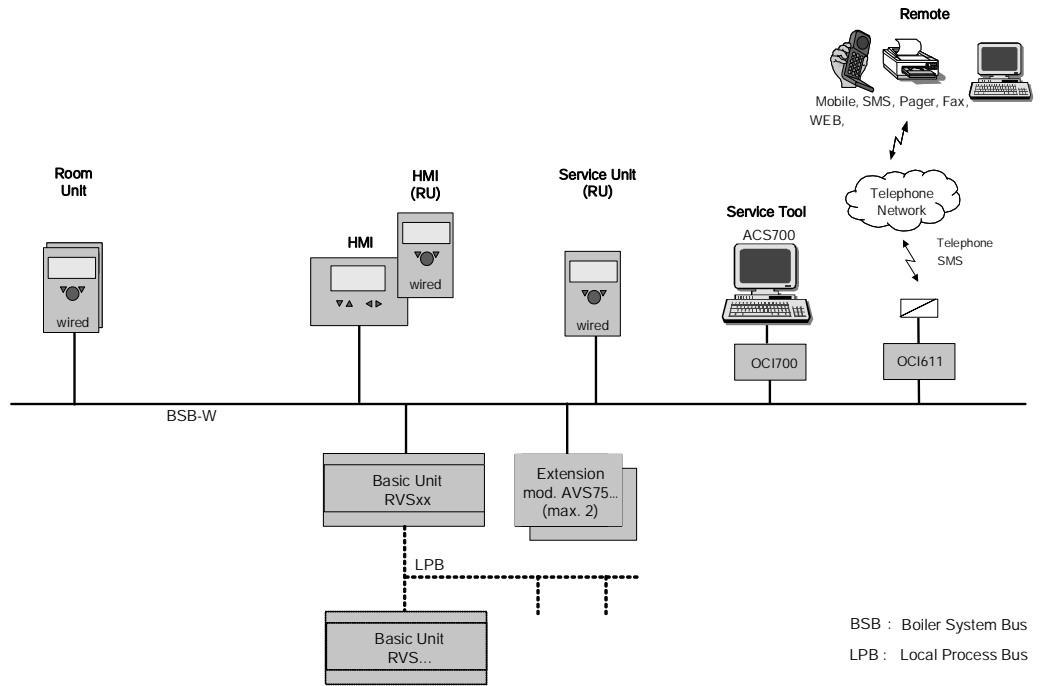 Remote
Mobile, SMS, Pager, Fax,
WEB,
Room
Unit
HMI
(RU)
Service Unit
(RU)
Telephone
Network
Service Tool
ACS700
HMI
Telephone
SMS
wired
wired
wired
OCI700
OCI611
BSB-W
Basic Unit
RVSxx
Extension
mod. AVS75...
(max. 2)
LPB
Basic Unit
RVS...
BSB : Boiler System Bus
LPB : Local Process Bus